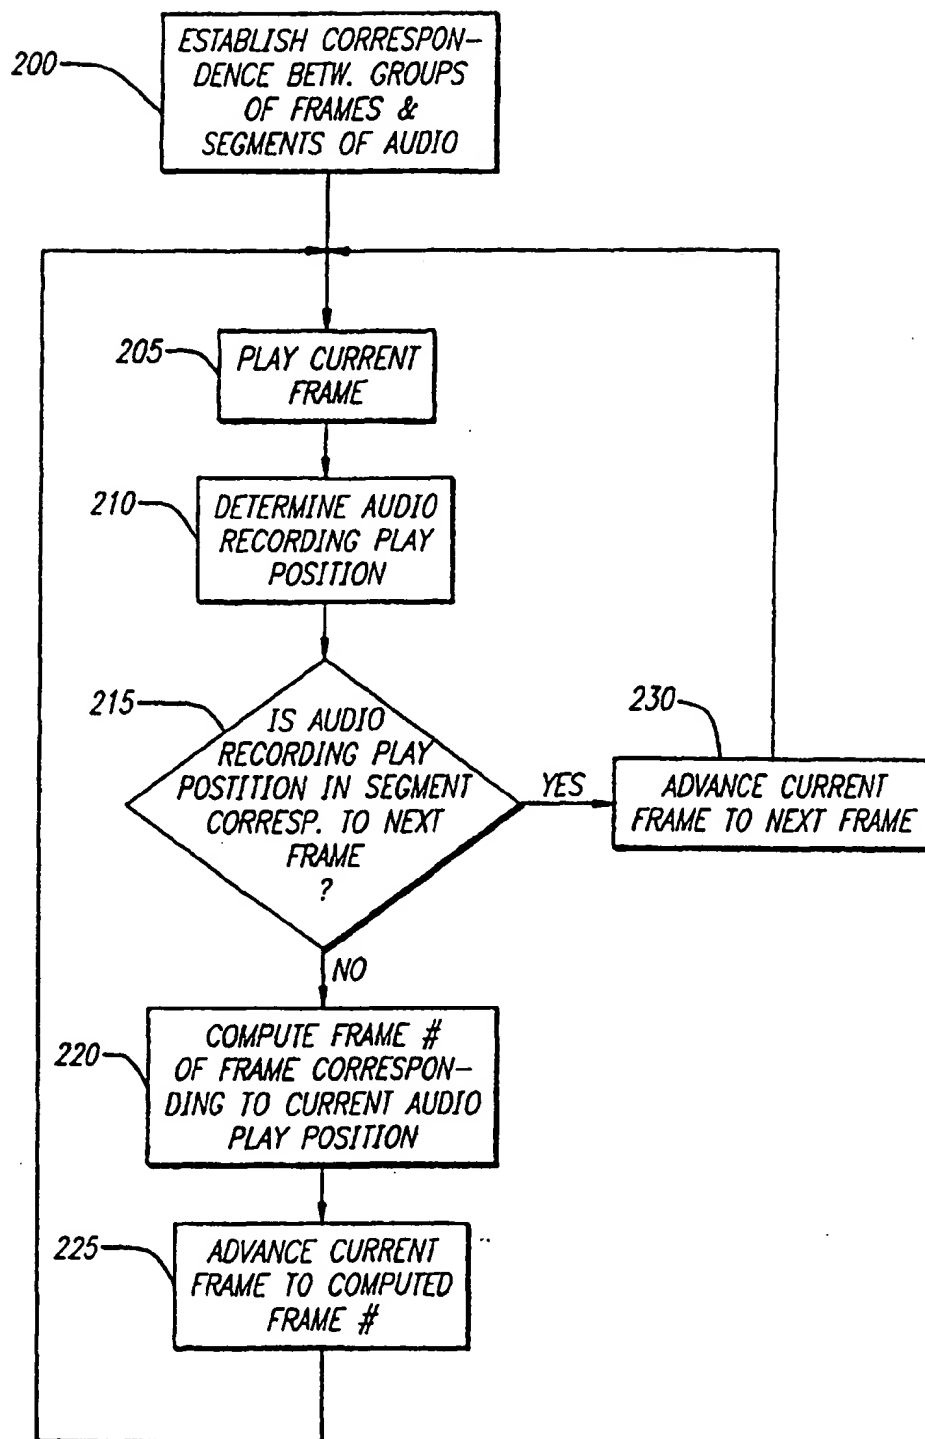 200
ESTABLISH CORRESPON-
DENCE BETW. GROUPS
OF FRAMES &
SEGMENTS OF AUDIO
205
PLAY CURRENT
FRAME
210
DETERMINE AUDIO
RECORDING PLAY
POSITION
215
IS AUDIO
RECORDING PLAY
POSTITION IN SEGMENT
CORRESP. TO NEXT
FRAME
?
YES
230
ADVANCE CURRENT
FRAME TO NEXT FRAME
NO
220
COMPUTE FRAME #
OF FRAME CORRESPON-
DING TO CURRENT AUDIO
PLAY POSITION
225
ADVANCE CURRENT
FRAME TO COMPUTED
FRAME #